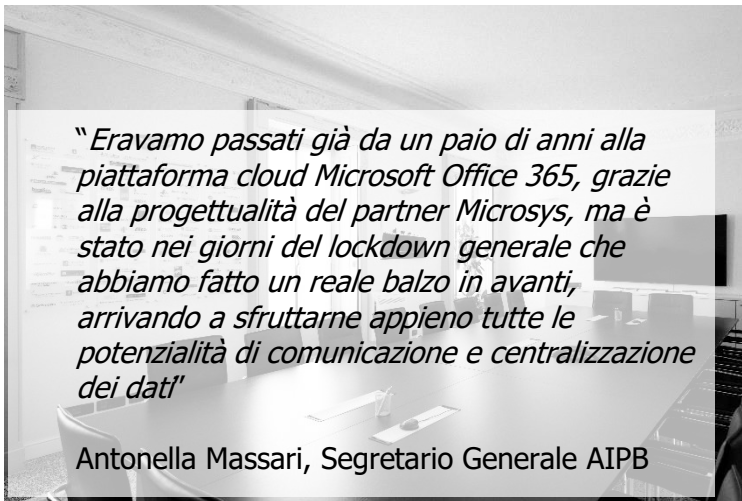 “Eravamo passati già da un paio di anni alla
piattaforma cloud Microsoft Office 365, grazie
alla progettualità del partner Microsys, ma è
stato nei giorni del lockdown generale che
abbiamo fatto un reale balzo in avanti,
arrivando a sfruttarne appieno tutte le
potenzialità di comunicazione e centralizzazione
dei dati”
Antonella Massari, Segretario Generale AIPB